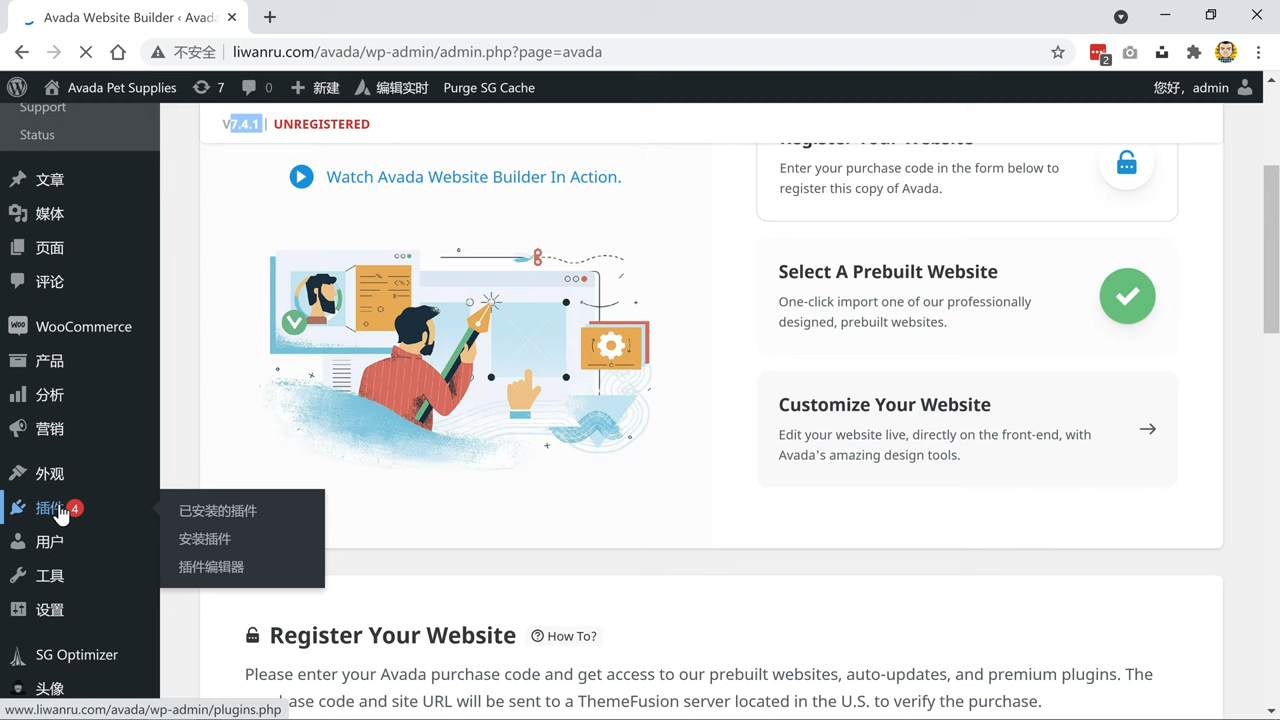 Avada Website Builder ‹ Avada
不安全
liwanru.com/avada/wp-admin/admin.php?page=avada
2
Avada Pet Supplies
7
0
新建
编辑实时
Purge SG Cache
您好，admin
Support
Status
文章
媒体
页面
评论
WooCommerce
产品
分析
营销
外观
插件 4
用户
工具
设置
SG Optimizer
头像
已安装的插件
安装插件
插件编辑器
V7.4.1 | UNREGISTERED
Watch Avada Website Builder In Action.
Register Your Website
Enter your purchase code in the form below to
register this copy of Avada.
Select A Prebuilt Website
One-click import one of our professionally
designed, prebuilt websites.
Customize Your Website
Edit your website live, directly on the front-end, with
Avada's amazing design tools.
Register Your Website
How To?
Please enter your Avada purchase code and get access to our prebuilt websites, auto-updates, and premium plugins. The
code and site URL will be sent to a ThemeFusion server located in the U.S. to verify the purchase.
www.liwanru.com/avada/wp-admin/plugins.php